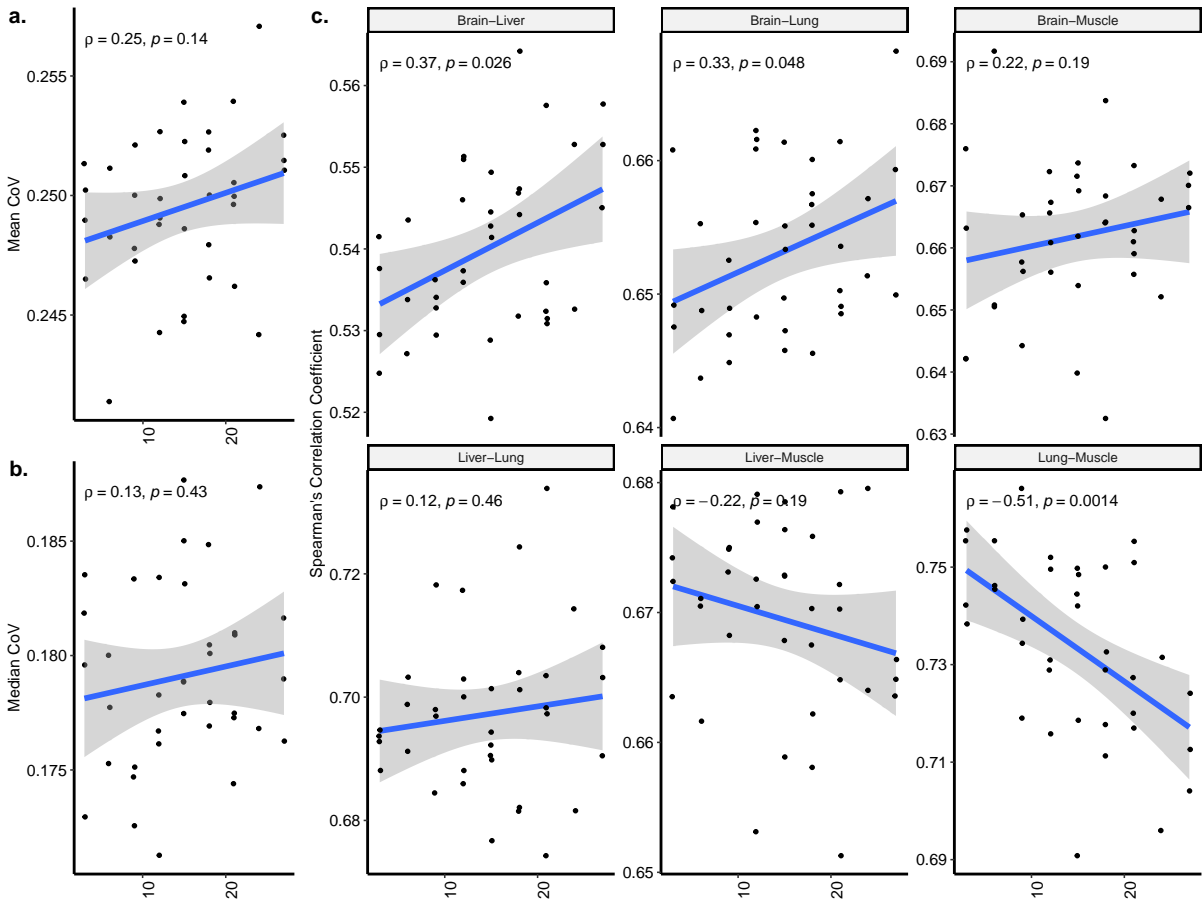 a.
ρ = 0.25, p = 0.14
Mean CoV
0.255
0.250
0.245
10
20
b.
ρ = 0.13, p = 0.43
Median CoV
0.185
0.180
0.175
10
20
c.
Spearman's Correlation Coefficient
Brain−Liver
ρ = 0.37, p = 0.026
0.56
0.55
0.54
0.53
0.52
Brain−Lung
ρ = 0.33, p = 0.048
0.66
0.65
0.64
Brain−Muscle
ρ = 0.22, p = 0.19
0.69
0.68
0.67
0.66
0.65
0.64
0.63
Liver−Lung
ρ = 0.12, p = 0.46
0.72
0.70
0.68
10
20
Liver−Muscle
ρ = −0.22, p = 0.19
0.68
0.67
0.66
0.65
10
20
Lung−Muscle
ρ = −0.51, p = 0.0014
0.75
0.73
0.71
0.69
10
20